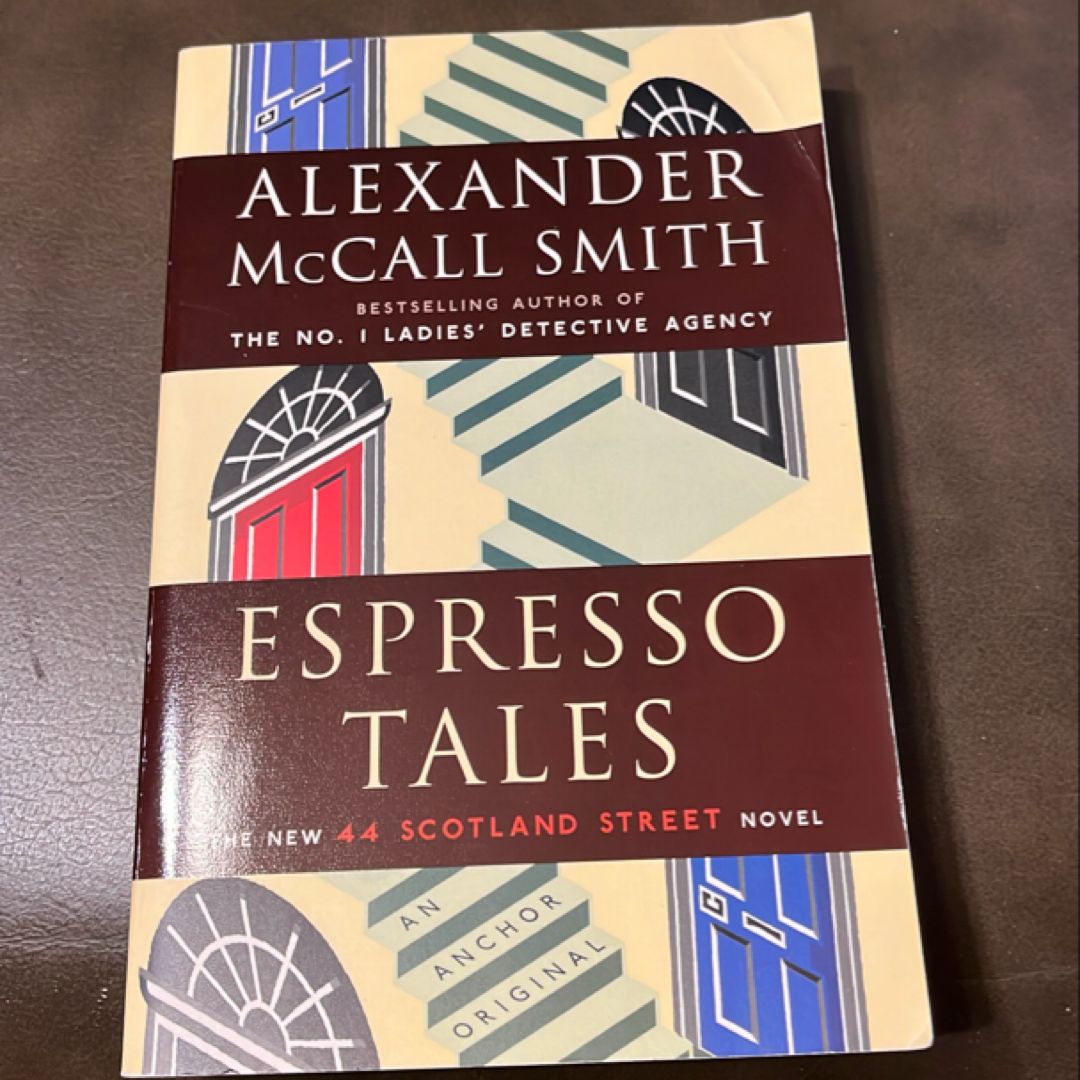 ALEXANDER
McCALL SMITH
BESTSELLING AUTHOR OF
THE NO. 1 LADIES' DETECTIVE AGENCY
ESPRESSO
TALES
THE NEW 44 SCOTLAND STREET NOVEL
AN
ANCHOR
ORIGINAL